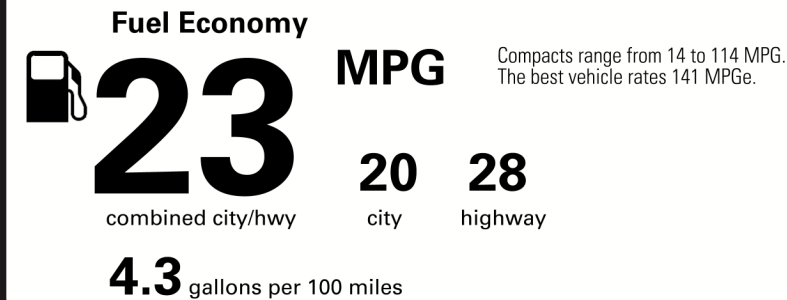 Fuel Economy
23 MPG
combined city/hwy
20 city
28 highway
4.3 gallons per 100 miles
Compacts range from 14 to 114 MPG.
The best vehicle rates 141 MPGe.